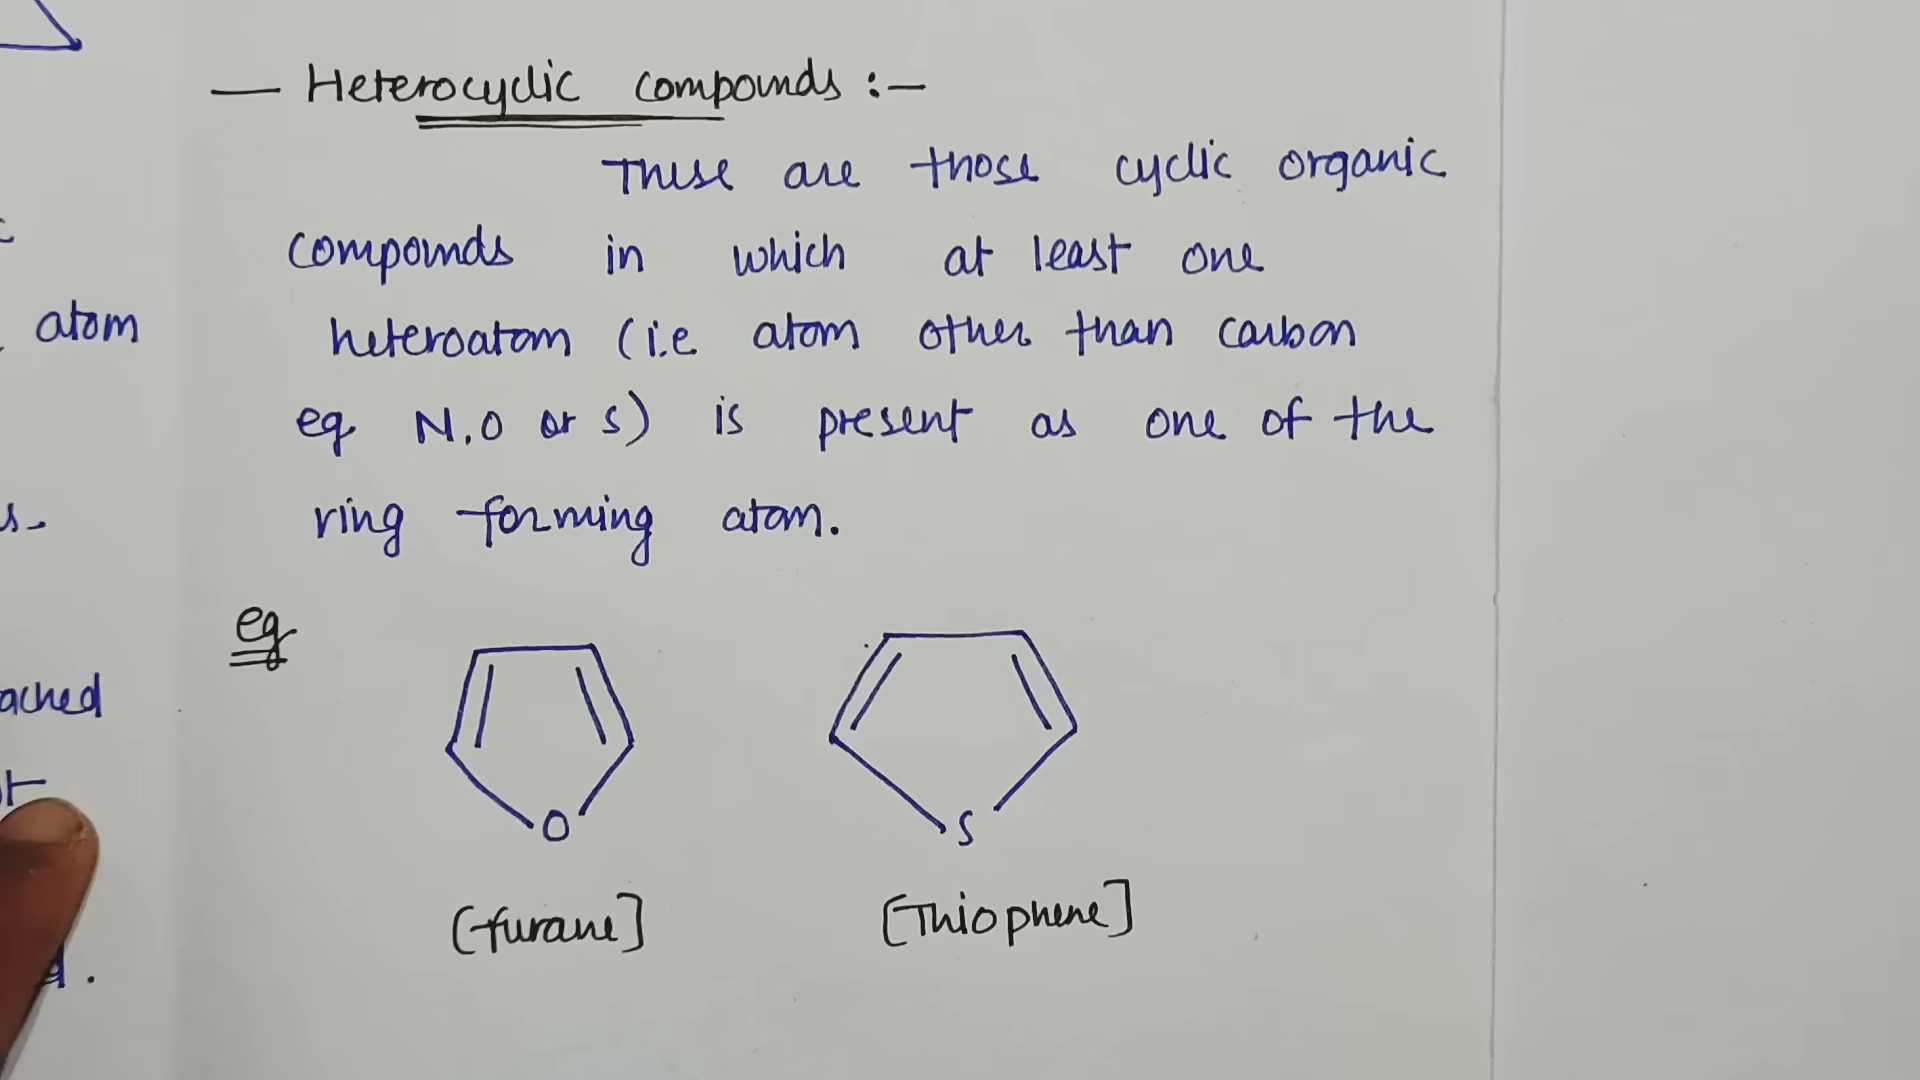 — Heterocyclic compounds :-
These are those cyclic organic
compounds in which at least one
heteroatom (i.e atom other than carbon
eg N,O or S) is present as one of the
ring forming atom.
eg
O
S
[furane]
[Thiophene]
atom
s-
ached